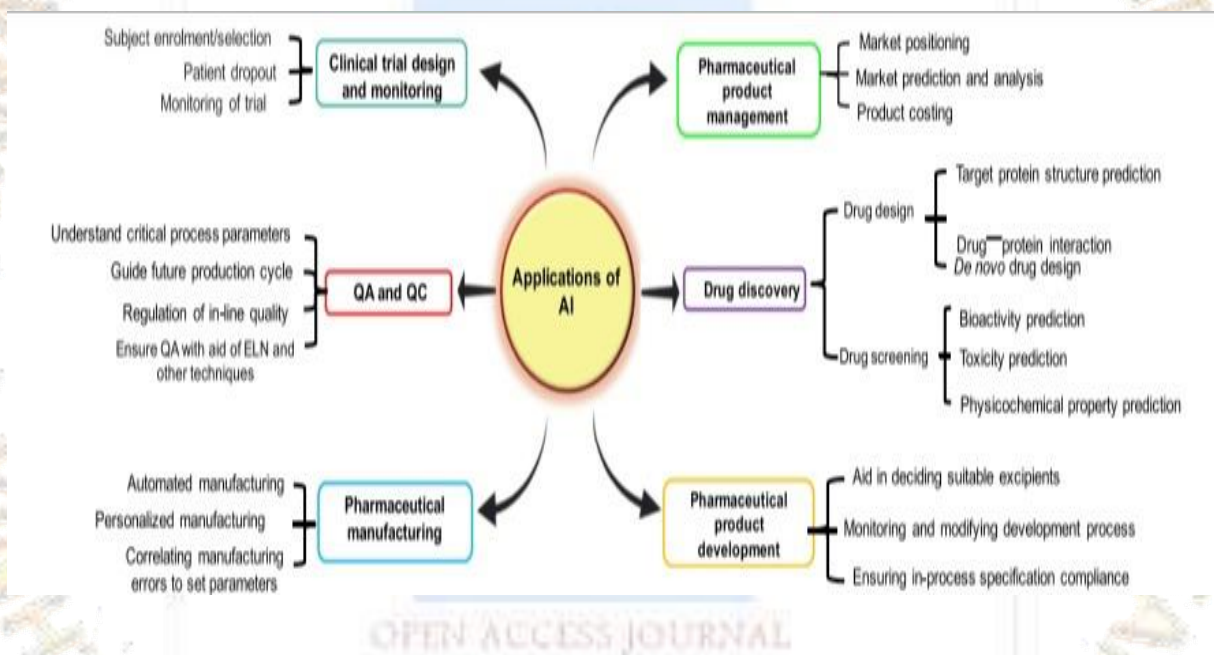 Subject enrolment/selection
Patient dropout
Monitoring of trial
Clinical trial design
and monitoring
Pharmaceutical
product
management
Market positioning
Market prediction and analysis
Product costing
Understand critical process parameters
Guide future production cycle
Regulation of in-line quality
Ensure QA with aid of ELN and
other techniques
QA and QC
Applications of
AI
Drug discovery
Drug design
Target protein structure prediction
Drug–protein interaction
De novo drug design
Drug screening
Bioactivity prediction
Toxicity prediction
Physicochemical property prediction
Automated manufacturing
Personalized manufacturing
Correlating manufacturing
errors to set parameters
Pharmaceutical
manufacturing
Pharmaceutical
product
development
Aid in deciding suitable excipients
Monitoring and modifying development process
Ensuring in-process specification compliance
OPEN ACCESS JOURNAL